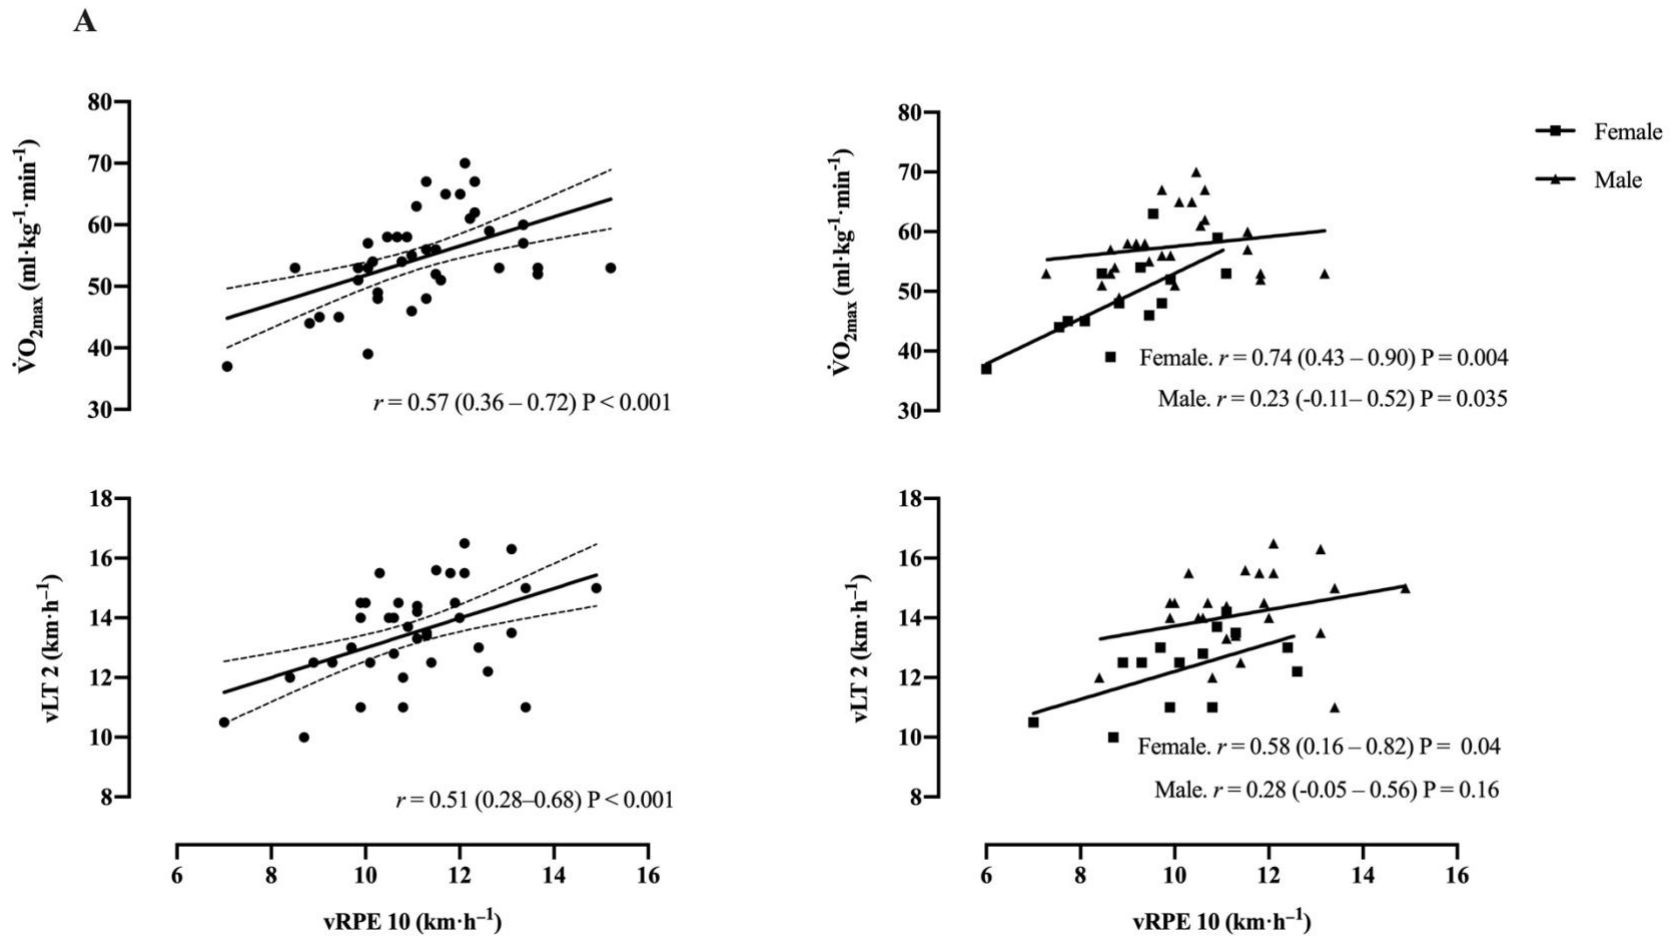 A
80
70
60
50
40
30
V̇O2max (ml·kg-1·min-1)
r = 0.57 (0.36 – 0.72) P < 0.001
80
70
60
50
40
30
V̇O2max (ml·kg-1·min-1)
Female. r = 0.74 (0.43 – 0.90) P = 0.004
Male. r = 0.23 (-0.11– 0.52) P = 0.035
Female
Male
18
16
14
12
10
8
vLT 2 (km·h–1)
r = 0.51 (0.28–0.68) P < 0.001
6 8 10 12 14 16
vRPE 10 (km·h–1)
18
16
14
12
10
8
vLT 2 (km·h–1)
Female. r = 0.58 (0.16 – 0.82) P = 0.04
Male. r = 0.28 (-0.05 – 0.56) P = 0.16
6 8 10 12 14 16
vRPE 10 (km·h–1)